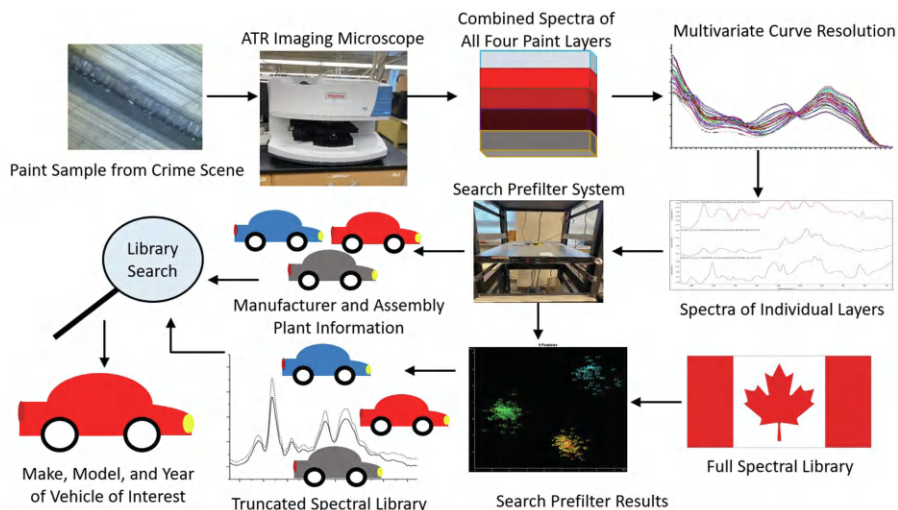 ATR Imaging Microscope
Combined Spectra of
All Four Paint Layers
Multivariate Curve Resolution
Paint Sample from Crime Scene
Search Prefilter System
Library
Search
Manufacturer and Assembly
Plant Information
Spectra of Individual Layers
Make, Model, and Year
of Vehicle of Interest
Truncated Spectral Library
Search Prefilter Results
Full Spectral Library